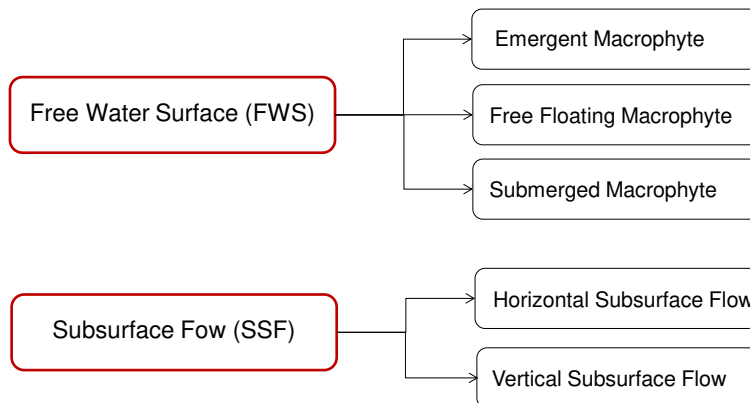 Emergent Macrophyte
Free Water Surface (FWS)
Free Floating Macrophyte
Submerged Macrophyte
Horizontal Subsurface Flow
Subsurface Fow (SSF)
Vertical Subsurface Flow